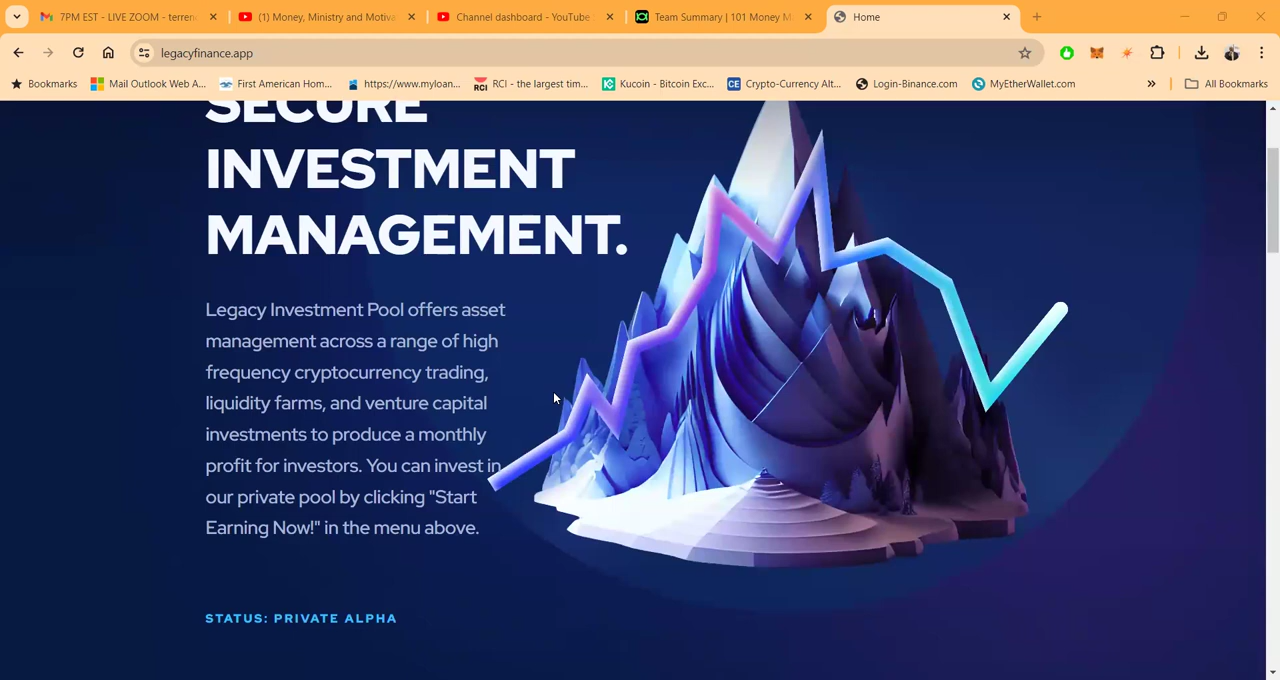 7PM EST - LIVE ZOOM - terren
(1) Money, Ministry and Motiva
Channel dashboard - YouTube
Team Summary | 101 Money M
Home
legacyfinance.app
Bookmarks
Mail Outlook Web A...
First American Hom...
https://www.myloan...
RCI - the largest tim...
Kucoin - Bitcoin Exc...
Crypto-Currency Alt...
Login-Binance.com
MyEtherWallet.com
All Bookmarks
SECURE
INVESTMENT
MANAGEMENT.
Legacy Investment Pool offers asset
management across a range of high
frequency cryptocurrency trading,
liquidity farms, and venture capital
investments to produce a monthly
profit for investors. You can invest in
our private pool by clicking "Start
Earning Now!" in the menu above.
STATUS: PRIVATE ALPHA